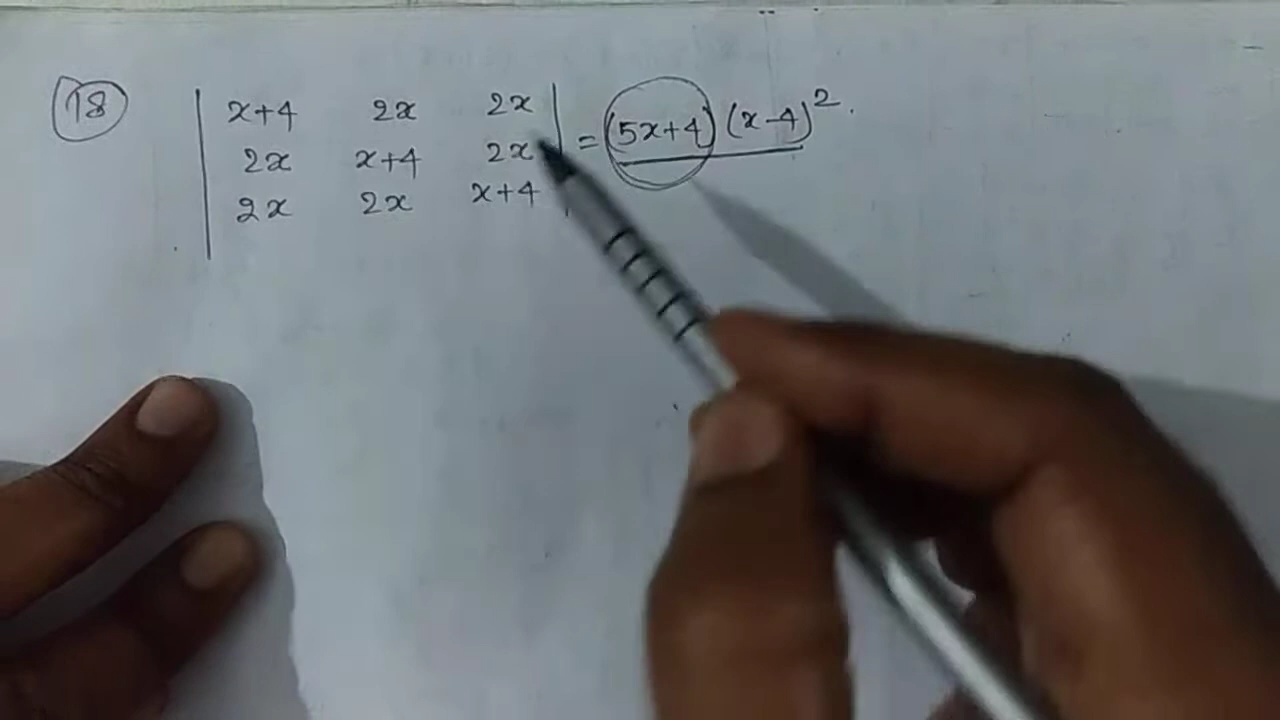 18 | x+4 2x 2x | = (5x+4) (x-4)².
2x x+4 2x
2x 2x x+4